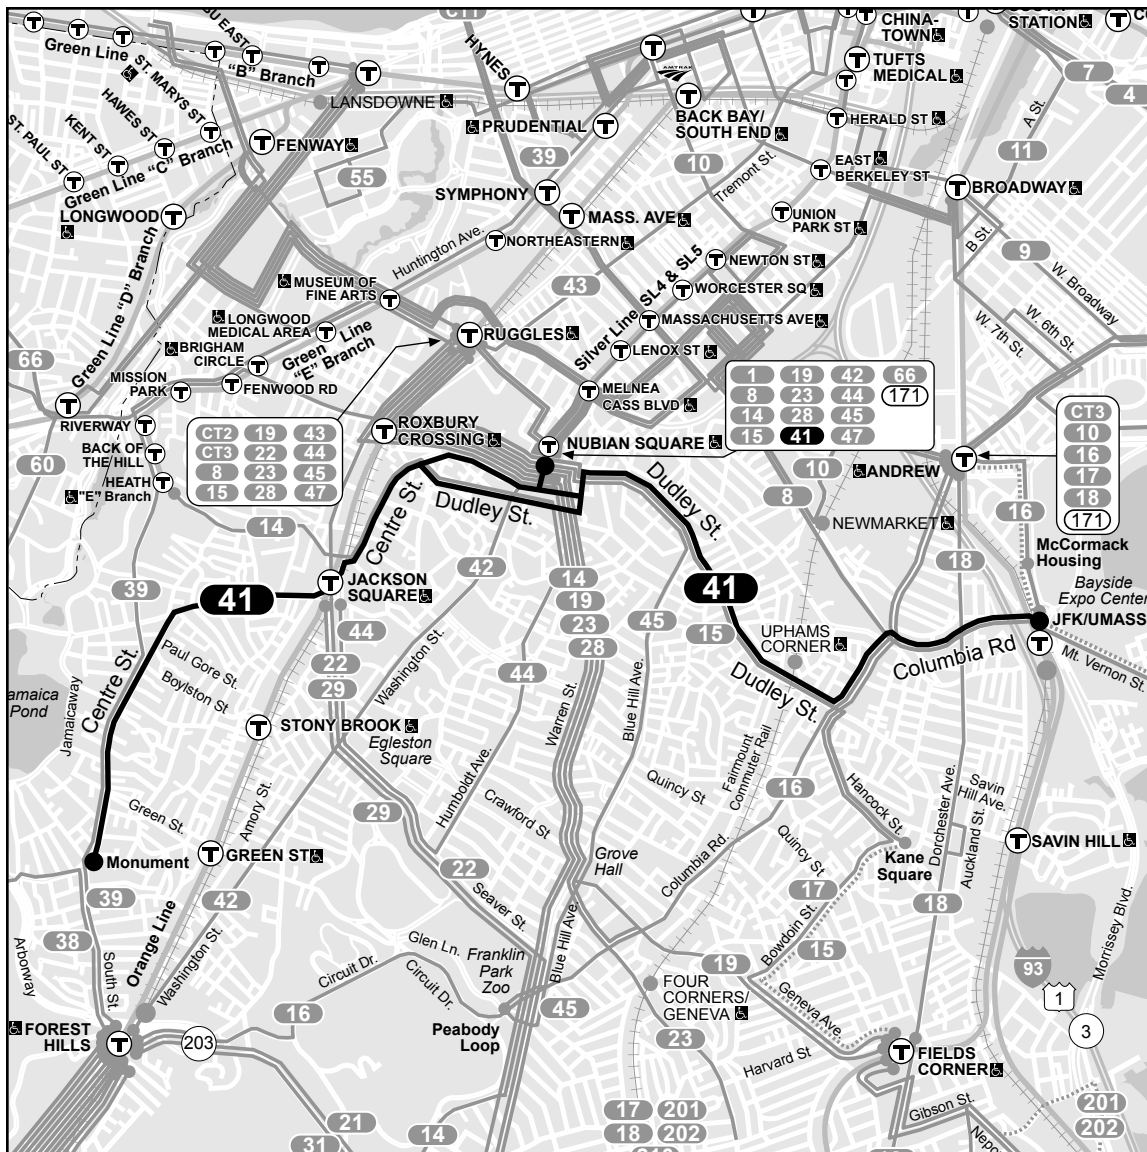 CT1
SOUTH
STATION
CHINA-
TOWN
TUFTS
MEDICAL
7
4
A St.
11
Green Line
"B" Branch
BU EAST
ST. MARYS ST
HAWES ST
KENT ST
ST. PAUL ST
Green Line "C" Branch
LANSDOWNE
FENWAY
55
HYNES
PRUDENTIAL
39
AMTRAK
BACK BAY/
SOUTH END
10
Tremont St.
HERALD ST
EAST
BERKELEY ST
BROADWAY
SYMPHONY
MASS. AVE
UNION
PARK ST
LONGWOOD
Huntington Ave.
NORTHEASTERN
B St.
9
W. Broadway
NEWTON ST
WORCESTER SQ
MASSACHUSETTS AVE
LENOX ST
Silver Line SL4 & SL5
43
MUSEUM OF
FINE ARTS
LONGWOOD
MEDICAL AREA
Green Line
"E" Branch
RUGGLES
W. 7th St.
W. 6th St.
Green Line "D" Branch
66
BRIGHAM
CIRCLE
MISSION
PARK
FENWOOD RD
RIVERWAY
BACK OF
THE HILL
HEATH
"E" Branch
60
MELNEA
CASS BLVD
1 19 42 66
8 23 44 171
14 28 45
15 41 47
CT3
10
16
17
18
171
CT2 19 43
CT3 22 44
8 23 45
15 28 47
ROXBURY
CROSSING
NUBIAN SQUARE
10
8
ANDREW
NEWMARKET
16
18
McCormack
Housing
Bayside
Expo Center
JFK/UMASS
Mt. Vernon St.
14
39
Centre St.
Dudley St.
Dudley St.
42
41
JACKSON
SQUARE
41
15
14
19
23
28
45
44
22
29
44
UPHAMS
CORNER
Dudley St.
Columbia Rd
Paul Gore St.
Boylston St
Centre St.
Jamaicaway
Washington St.
Warren St.
Blue Hill Ave.
STONY BROOK
Egleston
Square
Humboldt Ave.
Crawford St
Quincy St
Fairmount
Commuter Rail
16
Hancock St.
Dorchester Ave.
Savin
Hill Ave.
Auckland St.
SAVIN HILL
Green St.
Amory St.
29
GREEN ST
Monument
22
Grove
Hall
Columbia Rd.
Quincy St
Kane
Square
39
42
Orange Line
Washington St.
38
Arborway
South St.
Seaver St.
Glen Ln.
Franklin
Park
Zoo
Circuit Dr.
Circuit Dr.
Blue Hill Ave.
17
Bowdoin St.
15
18
19
Geneva Ave.
Morrissey Blvd.
93
1
3
16
Peabody
Loop
45
FOUR
CORNERS/
GENEVA
23
Harvard St
FIELDS
CORNER
Gibson St.
FOREST
HILLS
203
21
31
14
17 201
18 202
201
202